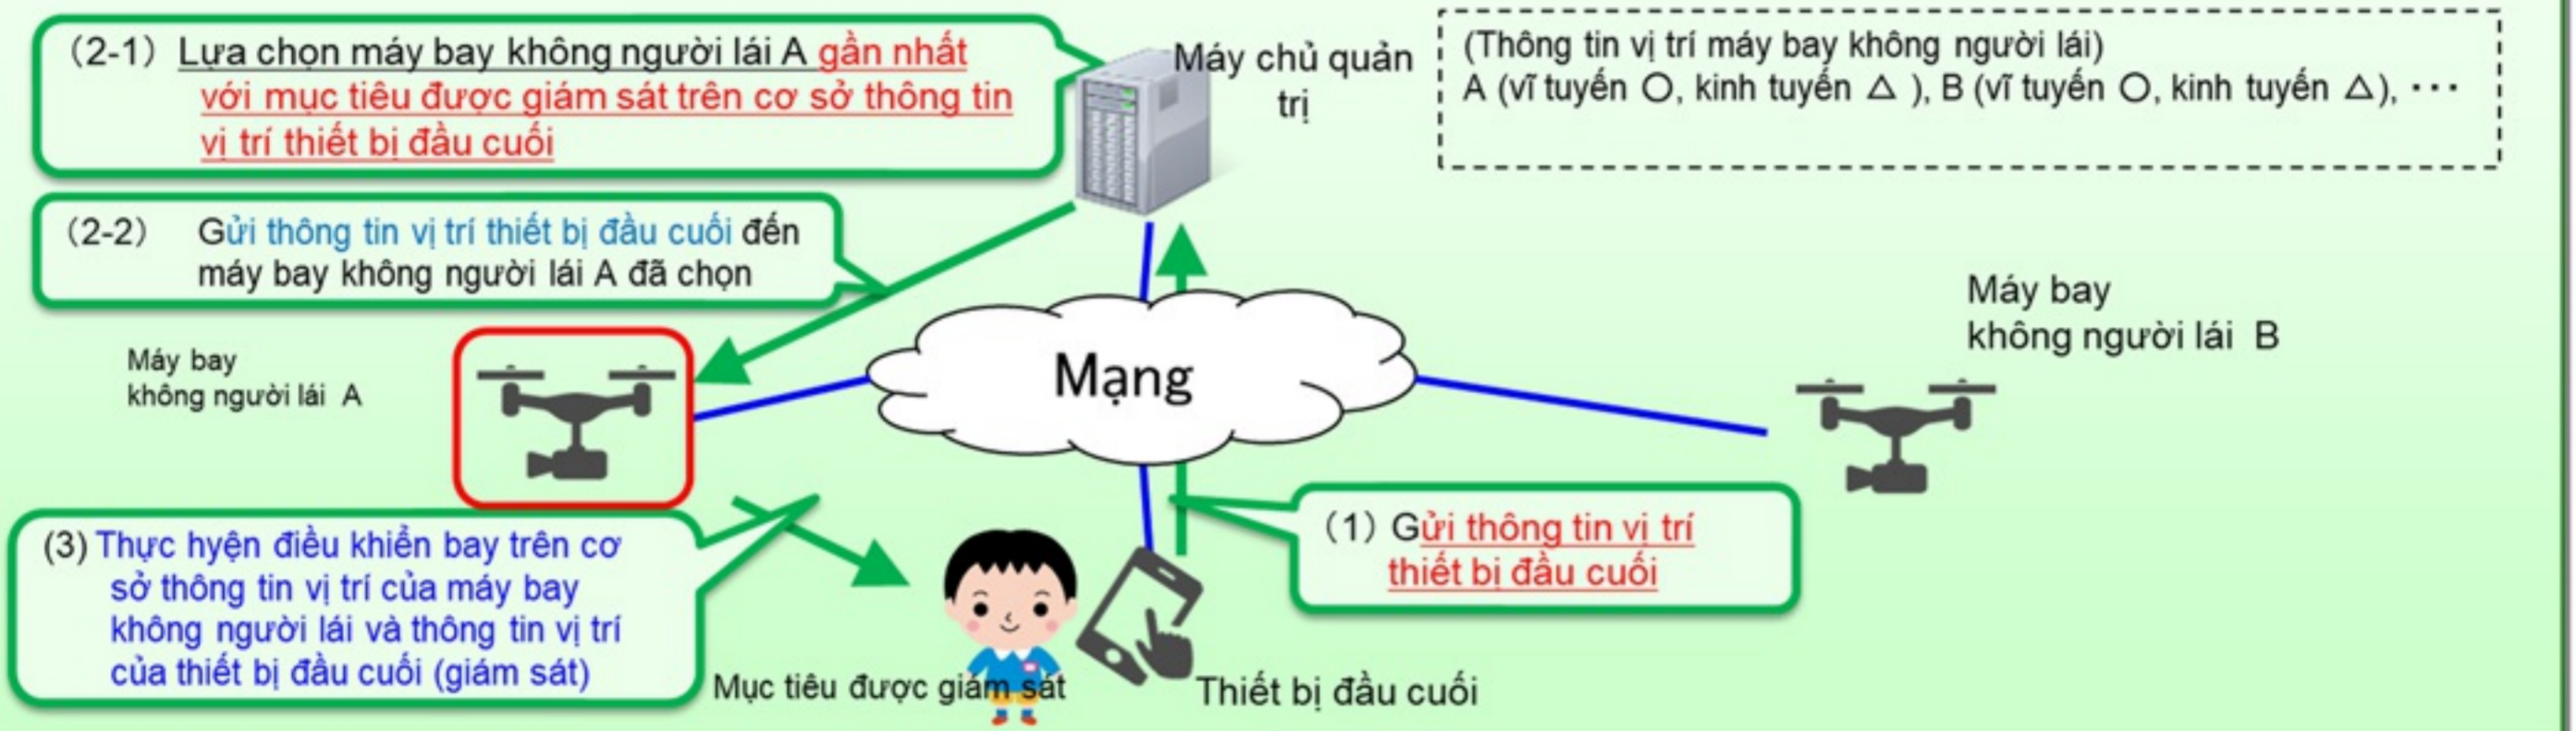 (2-1) Lựa chọn máy bay không người lái A gần nhất
với mục tiêu được giám sát trên cơ sở thông tin
vị trí thiết bị đầu cuối
Máy chủ quản
trị
(Thông tin vị trí máy bay không người lái)
A (vĩ tuyến O, kinh tuyến △ ), B (vĩ tuyến O, kinh tuyến △), ･･･
(2-2) Gửi thông tin vị trí thiết bị đầu cuối đến
máy bay không người lái A đã chọn
Máy bay
không người lái A
Mạng
Máy bay
không người lái B
(3) Thực hyện điều khiển bay trên cơ
sở thông tin vị trí của máy bay
không người lái và thông tin vị trí
của thiết bị đầu cuối (giám sát)
(1) Gửi thông tin vị trí
thiết bị đầu cuối
Mục tiêu được giám sát
Thiết bị đầu cuối